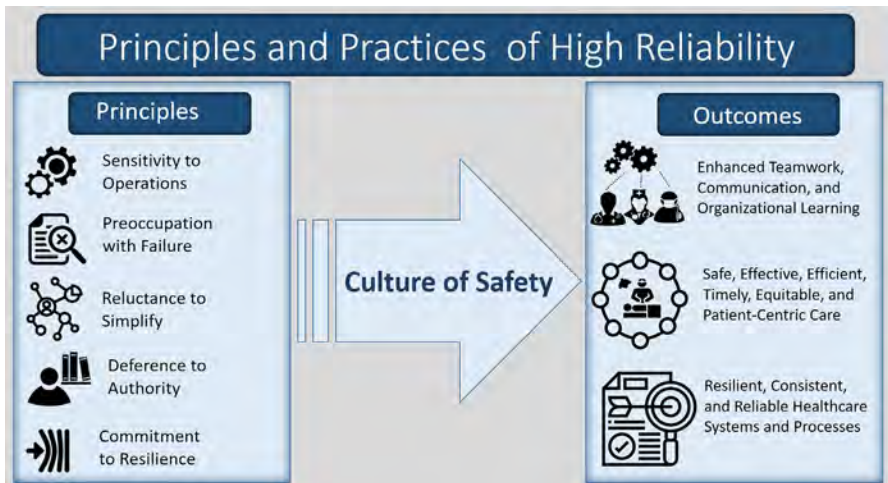 Principles and Practices of High Reliability
Principles
Sensitivity to
Operations
Preoccupation
with Failure
Reluctance to
Simplify
Deference to
Authority
Commitment
to Resilience
Culture of Safety
Outcomes
Enhanced Teamwork,
Communication, and
Organizational Learning
Safe, Effective, Efficient,
Timely, Equitable, and
Patient-Centric Care
Resilient, Consistent,
and Reliable Healthcare
Systems and Processes